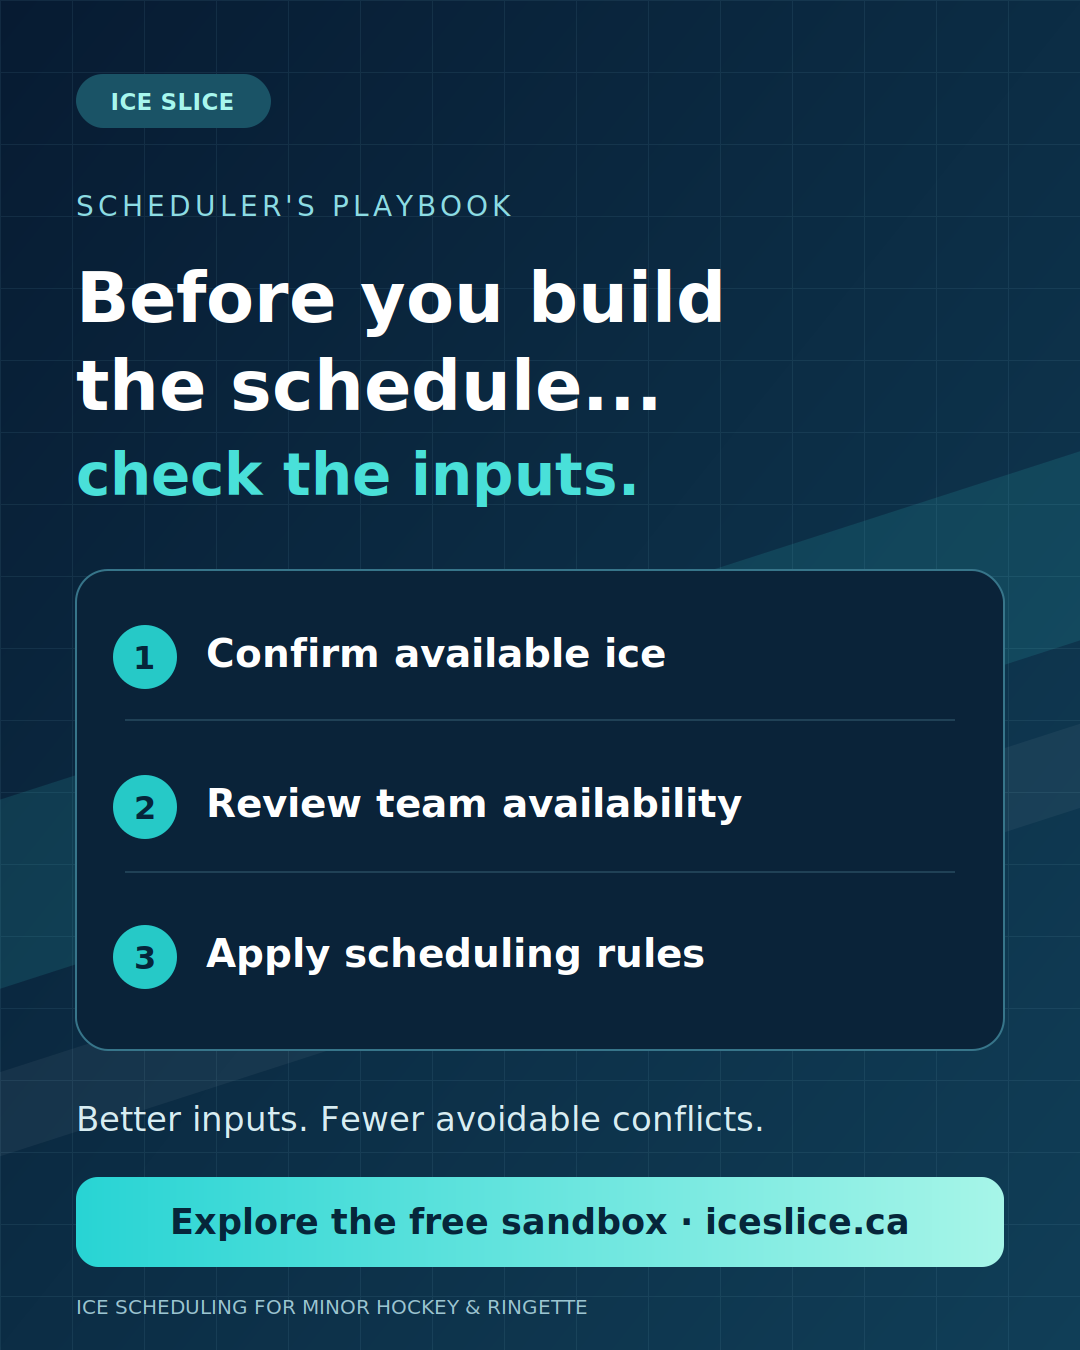 ICE SLICE
SCHEDULER'S PLAYBOOK
Before you build
the schedule...
check the inputs.
1 Confirm available ice
2 Review team availability
3 Apply scheduling rules
Better inputs. Fewer avoidable conflicts.
Explore the free sandbox · iceslice.ca
ICE SCHEDULING FOR MINOR HOCKEY & RINGETTE